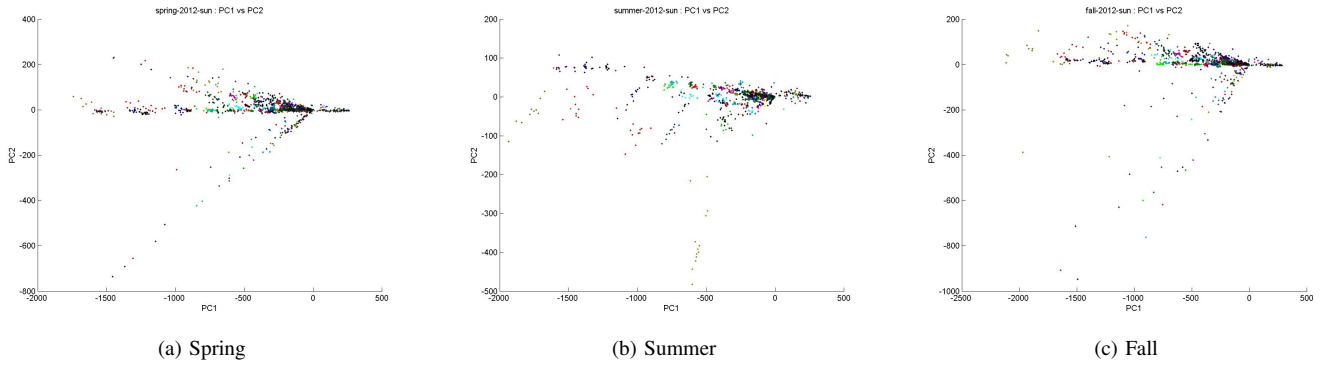 spring-2012-sun : PC1 vs PC2
400
200
0
-200
-400
-600
-800
PC2
-2000 -1500 -1000 -500 0 500
PC1
(a) Spring
summer-2012-sun : PC1 vs PC2
200
100
0
-100
-200
-300
-400
-500
PC2
-2000 -1500 -1000 -500 0 500
PC1
(b) Summer
fall-2012-sun : PC1 vs PC2
200
0
-200
-400
-600
-800
-1000
PC2
-2500 -2000 -1500 -1000 -500 0 500
PC1
(c) Fall